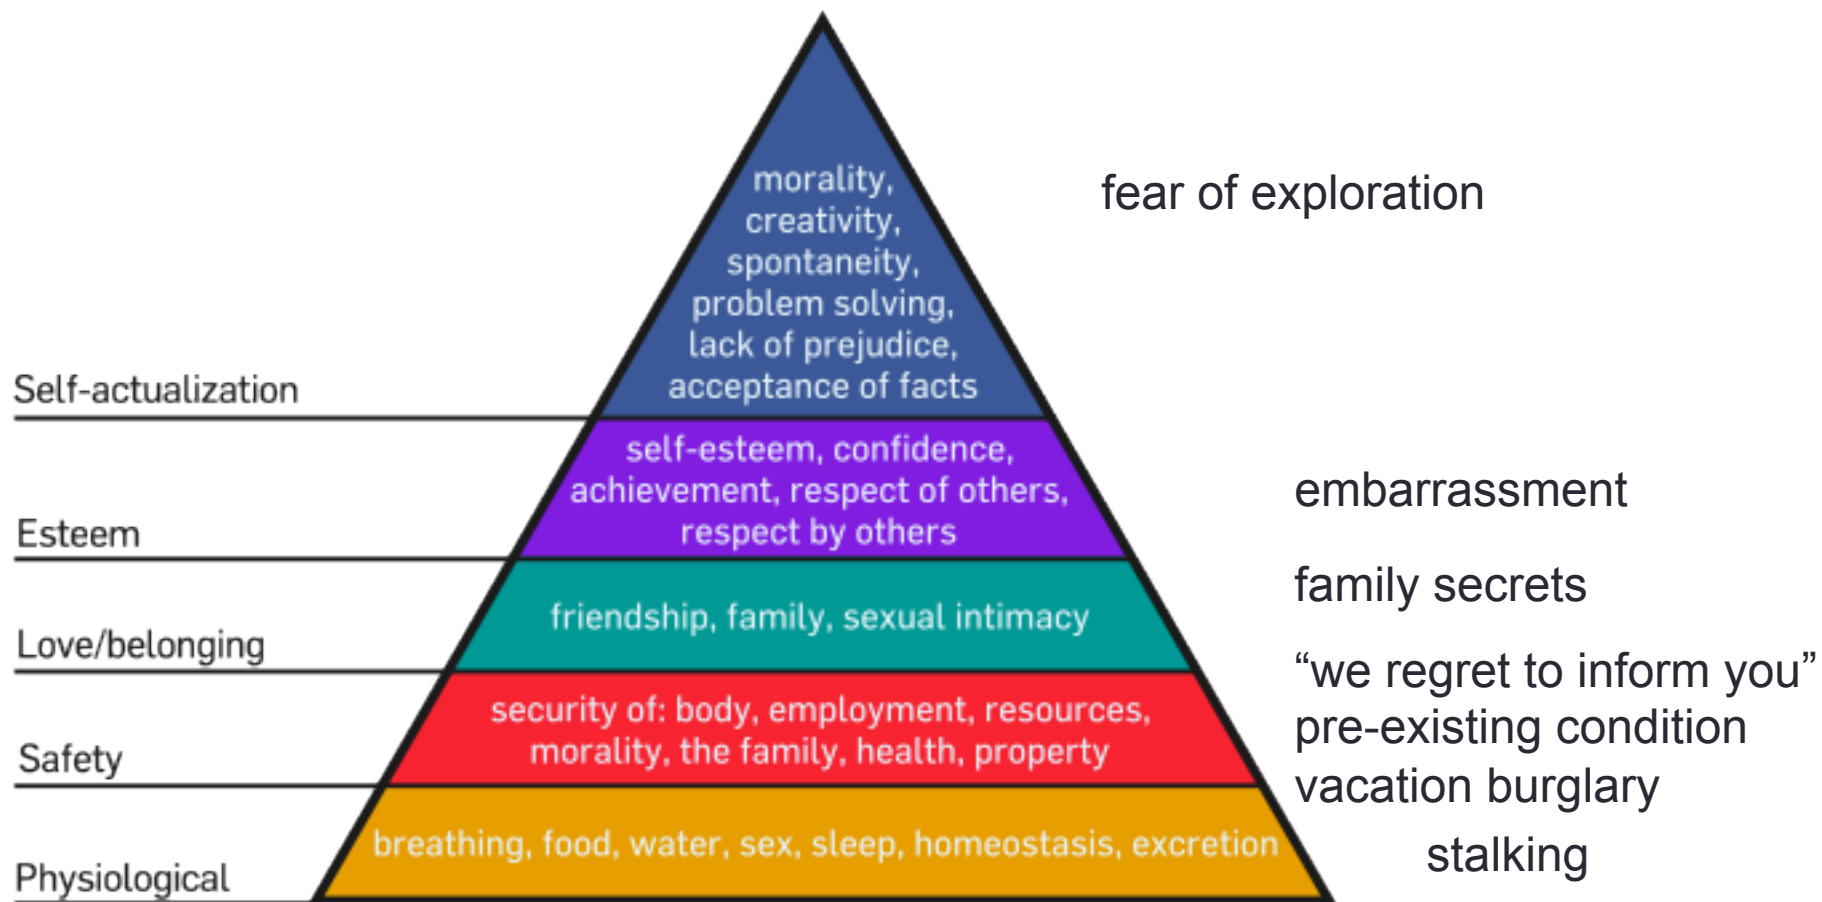 morality,
creativity,
spontaneity,
problem solving,
lack of prejudice,
acceptance of facts
fear of exploration
Self-actualization
self-esteem, confidence,
achievement, respect of others,
respect by others
embarrassment
Esteem
friendship, family, sexual intimacy
family secrets
Love/belonging
security of: body, employment, resources,
morality, the family, health, property
“we regret to inform you”
pre-existing condition
vacation burglary
Safety
breathing, food, water, sex, sleep, homeostasis, excretion
stalking
Physiological